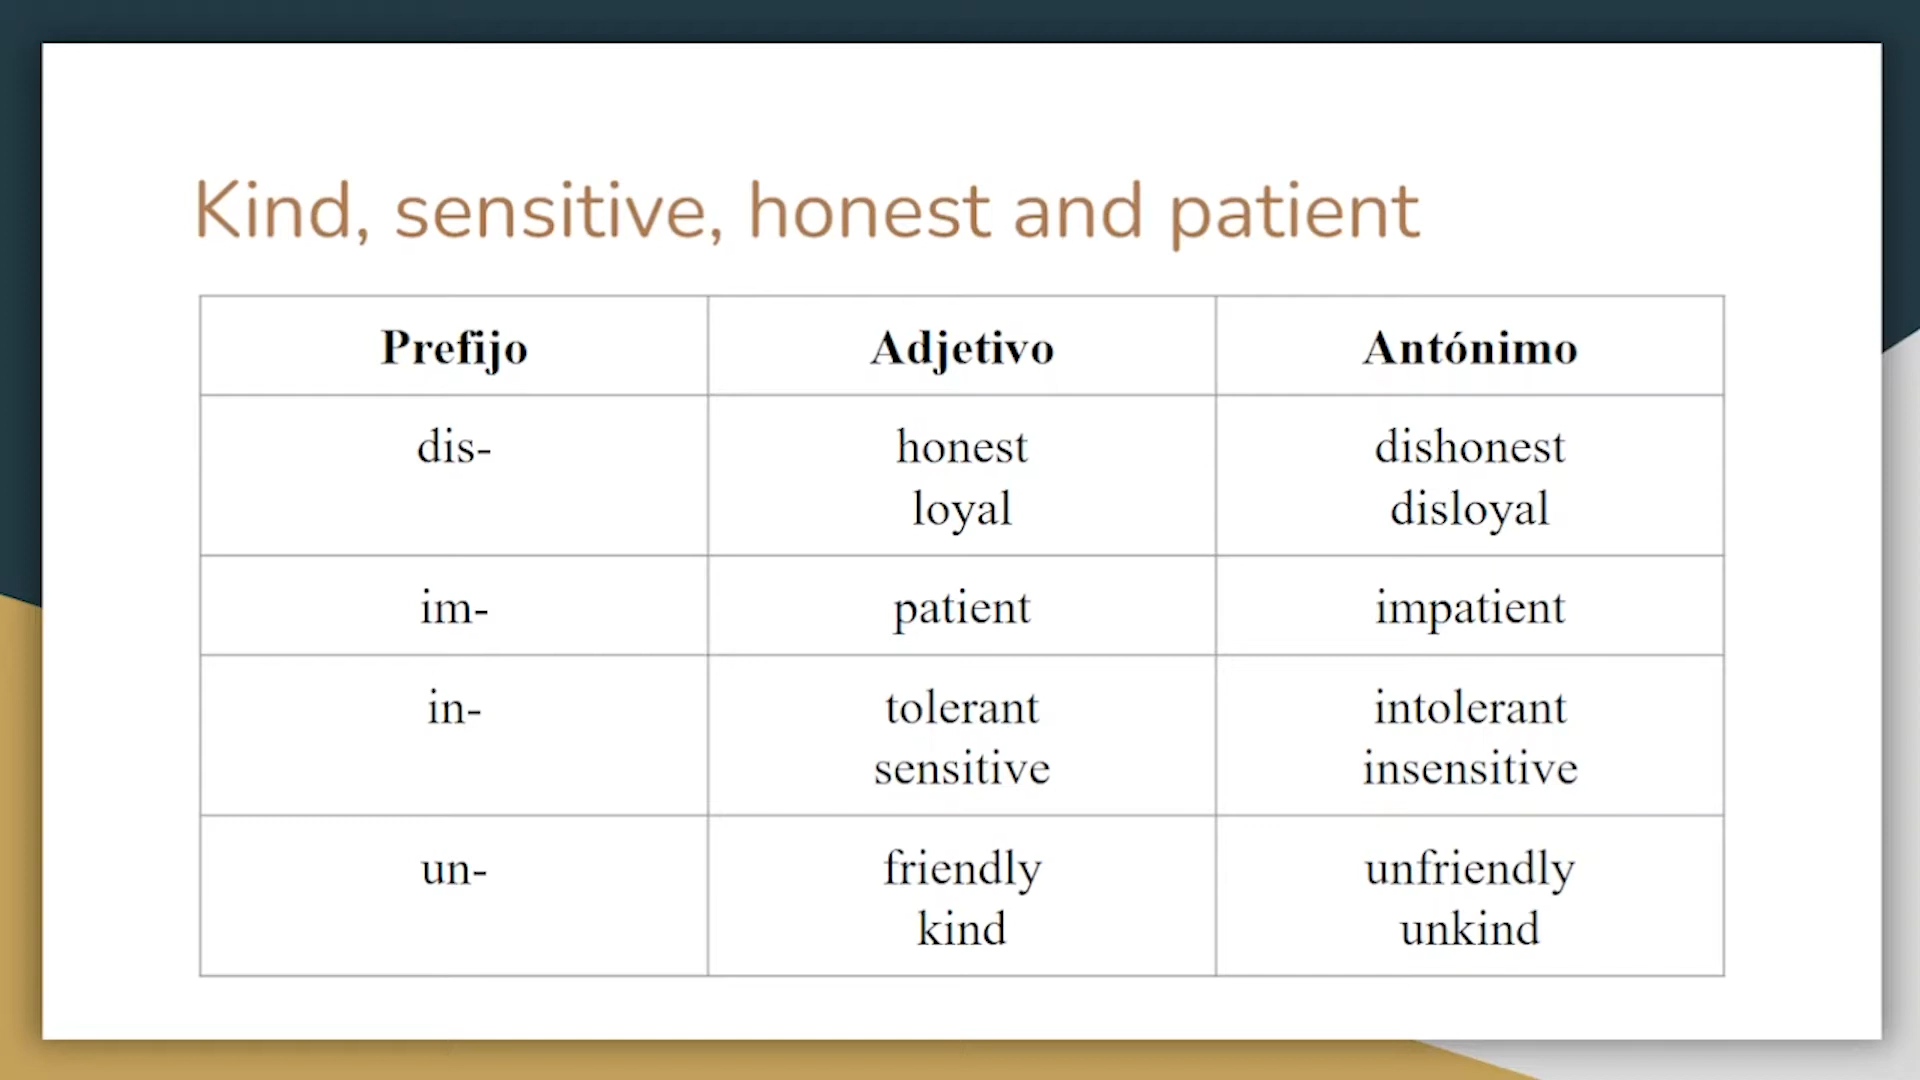 Kind, sensitive, honest and patient
Prefijo Adjetivo Antónimo
dis- honest dishonest
loyal disloyal
im- patient impatient
in- tolerant intolerant
sensitive insensitive
un- friendly unfriendly
kind unkind